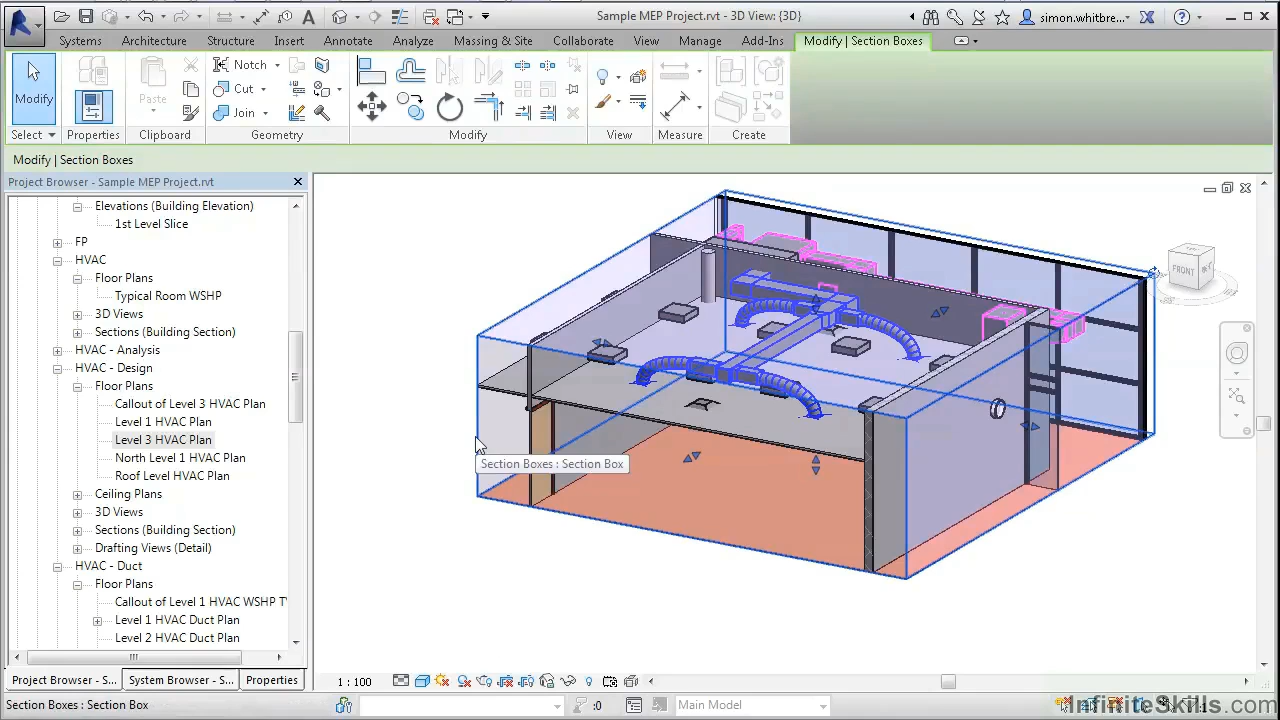 Sample MEP Project.rvt - 3D View: {3D}
simon.whitbre...
Systems Architecture Structure Insert Annotate Analyze Massing & Site Collaborate View Manage Add-Ins Modify | Section Boxes
Modify
Paste
Notch
Cut
Join
Select Properties Clipboard Geometry Modify View Measure Create
Modify | Section Boxes
Project Browser - Sample MEP Project.rvt
Elevations (Building Elevation)
1st Level Slice
FP
HVAC
Floor Plans
Typical Room WSHP
3D Views
Sections (Building Section)
HVAC - Analysis
HVAC - Design
Floor Plans
Callout of Level 3 HVAC Plan
Level 1 HVAC Plan
Level 3 HVAC Plan
North Level 1 HVAC Plan
Roof Level HVAC Plan
Ceiling Plans
3D Views
Sections (Building Section)
Drafting Views (Detail)
HVAC - Duct
Floor Plans
Callout of Level 1 HVAC WSHP T
Level 1 HVAC Duct Plan
Level 2 HVAC Duct Plan
FRONT
Section Boxes : Section Box
Project Browser - S... System Browser - S... Properties
1 : 100
Section Boxes : Section Box
:0
Main Model
InfiniteSkills.com